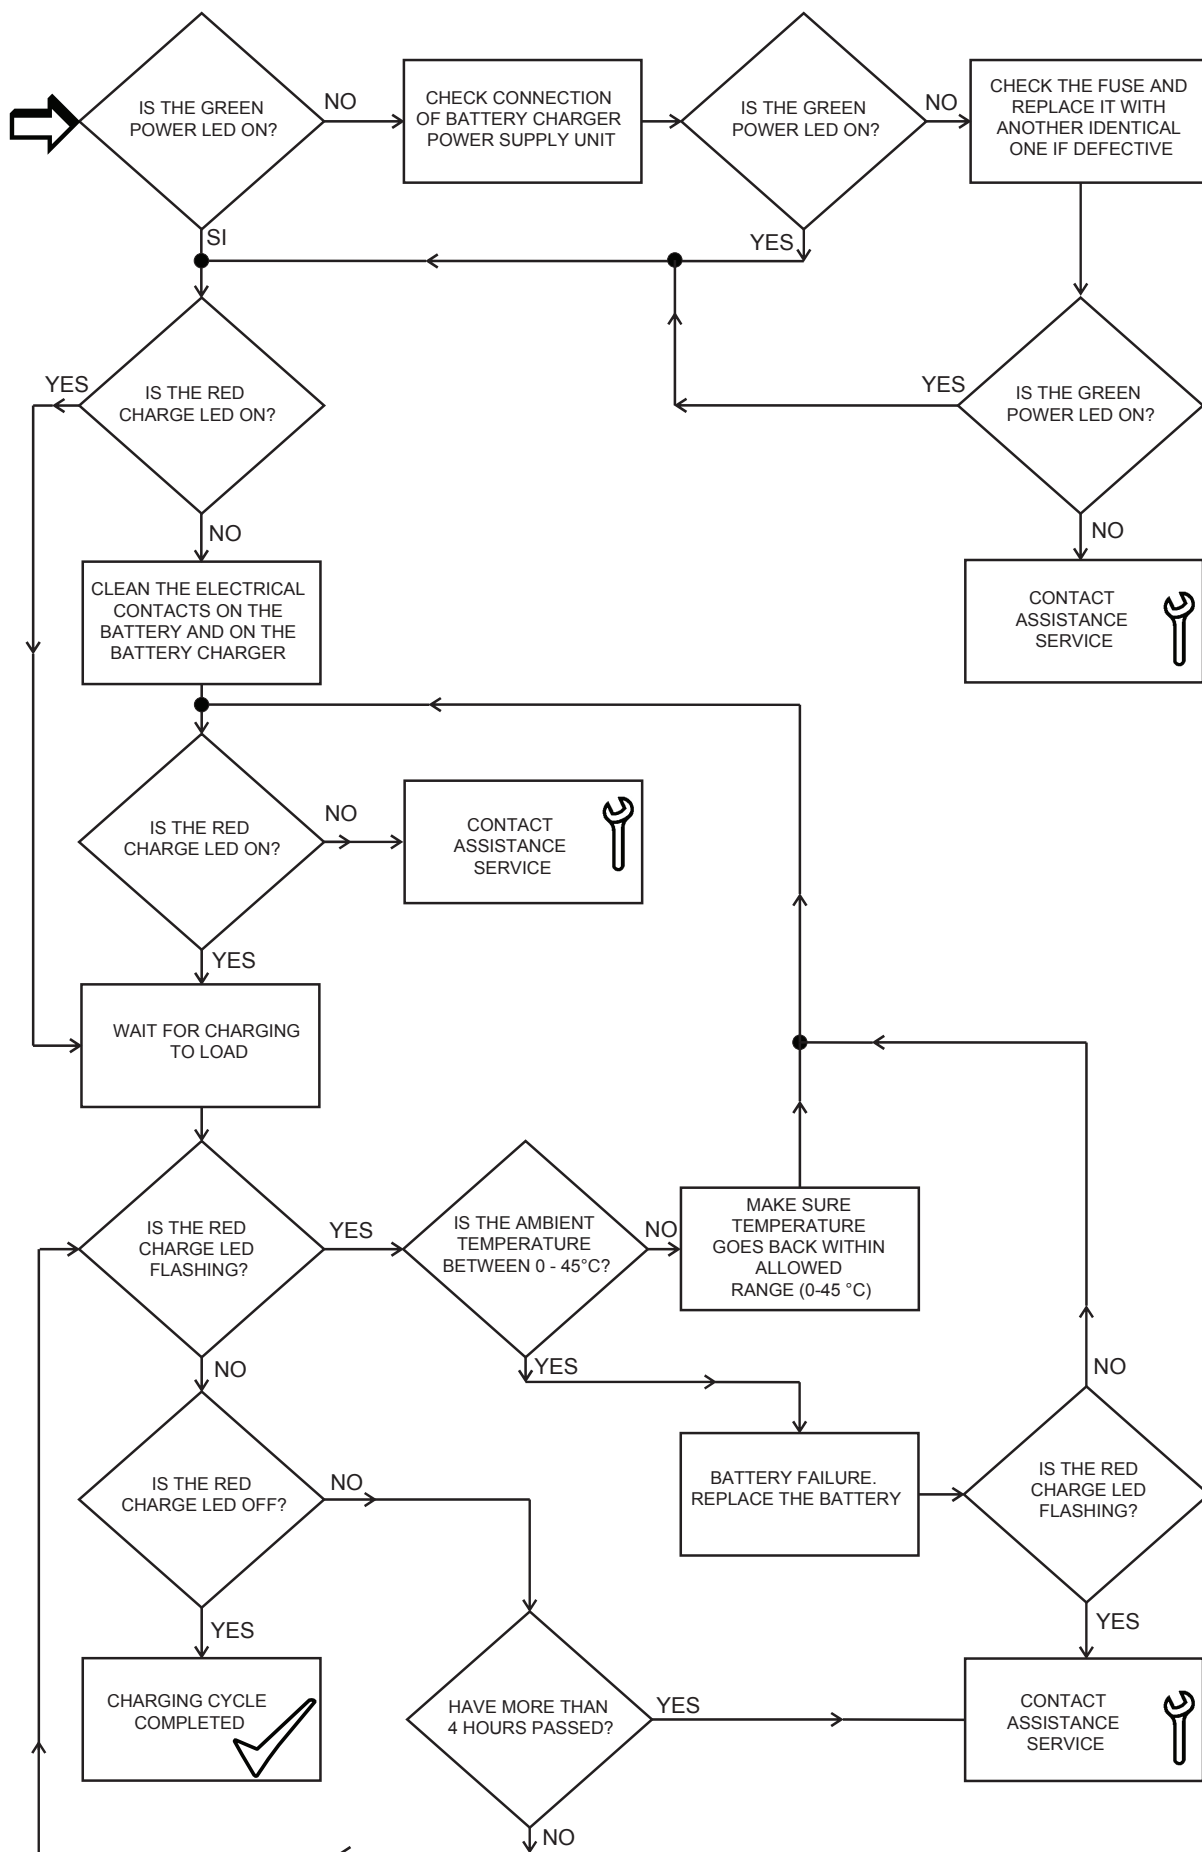 IS THE GREEN
POWER LED ON?
NO
CHECK CONNECTION
OF BATTERY CHARGER
POWER SUPPLY UNIT
IS THE GREEN
POWER LED ON?
NO
CHECK THE FUSE AND
REPLACE IT WITH
ANOTHER IDENTICAL
ONE IF DEFECTIVE
SI
YES
YES
IS THE RED
CHARGE LED ON?
YES
IS THE GREEN
POWER LED ON?
NO
NO
CLEAN THE ELECTRICAL
CONTACTS ON THE
BATTERY AND ON THE
BATTERY CHARGER
CONTACT
ASSISTANCE
SERVICE
IS THE RED
CHARGE LED ON?
NO
CONTACT
ASSISTANCE
SERVICE
YES
WAIT FOR CHARGING
TO LOAD
IS THE RED
CHARGE LED
FLASHING?
YES
IS THE AMBIENT
TEMPERATURE
BETWEEN 0 - 45°C?
NO
MAKE SURE
TEMPERATURE
GOES BACK WITHIN
ALLOWED
RANGE (0-45 °C)
NO
YES
NO
IS THE RED
CHARGE LED OFF?
NO
BATTERY FAILURE.
REPLACE THE BATTERY
IS THE RED
CHARGE LED
FLASHING?
YES
YES
CHARGING CYCLE
COMPLETED
HAVE MORE THAN
4 HOURS PASSED?
YES
CONTACT
ASSISTANCE
SERVICE
NO